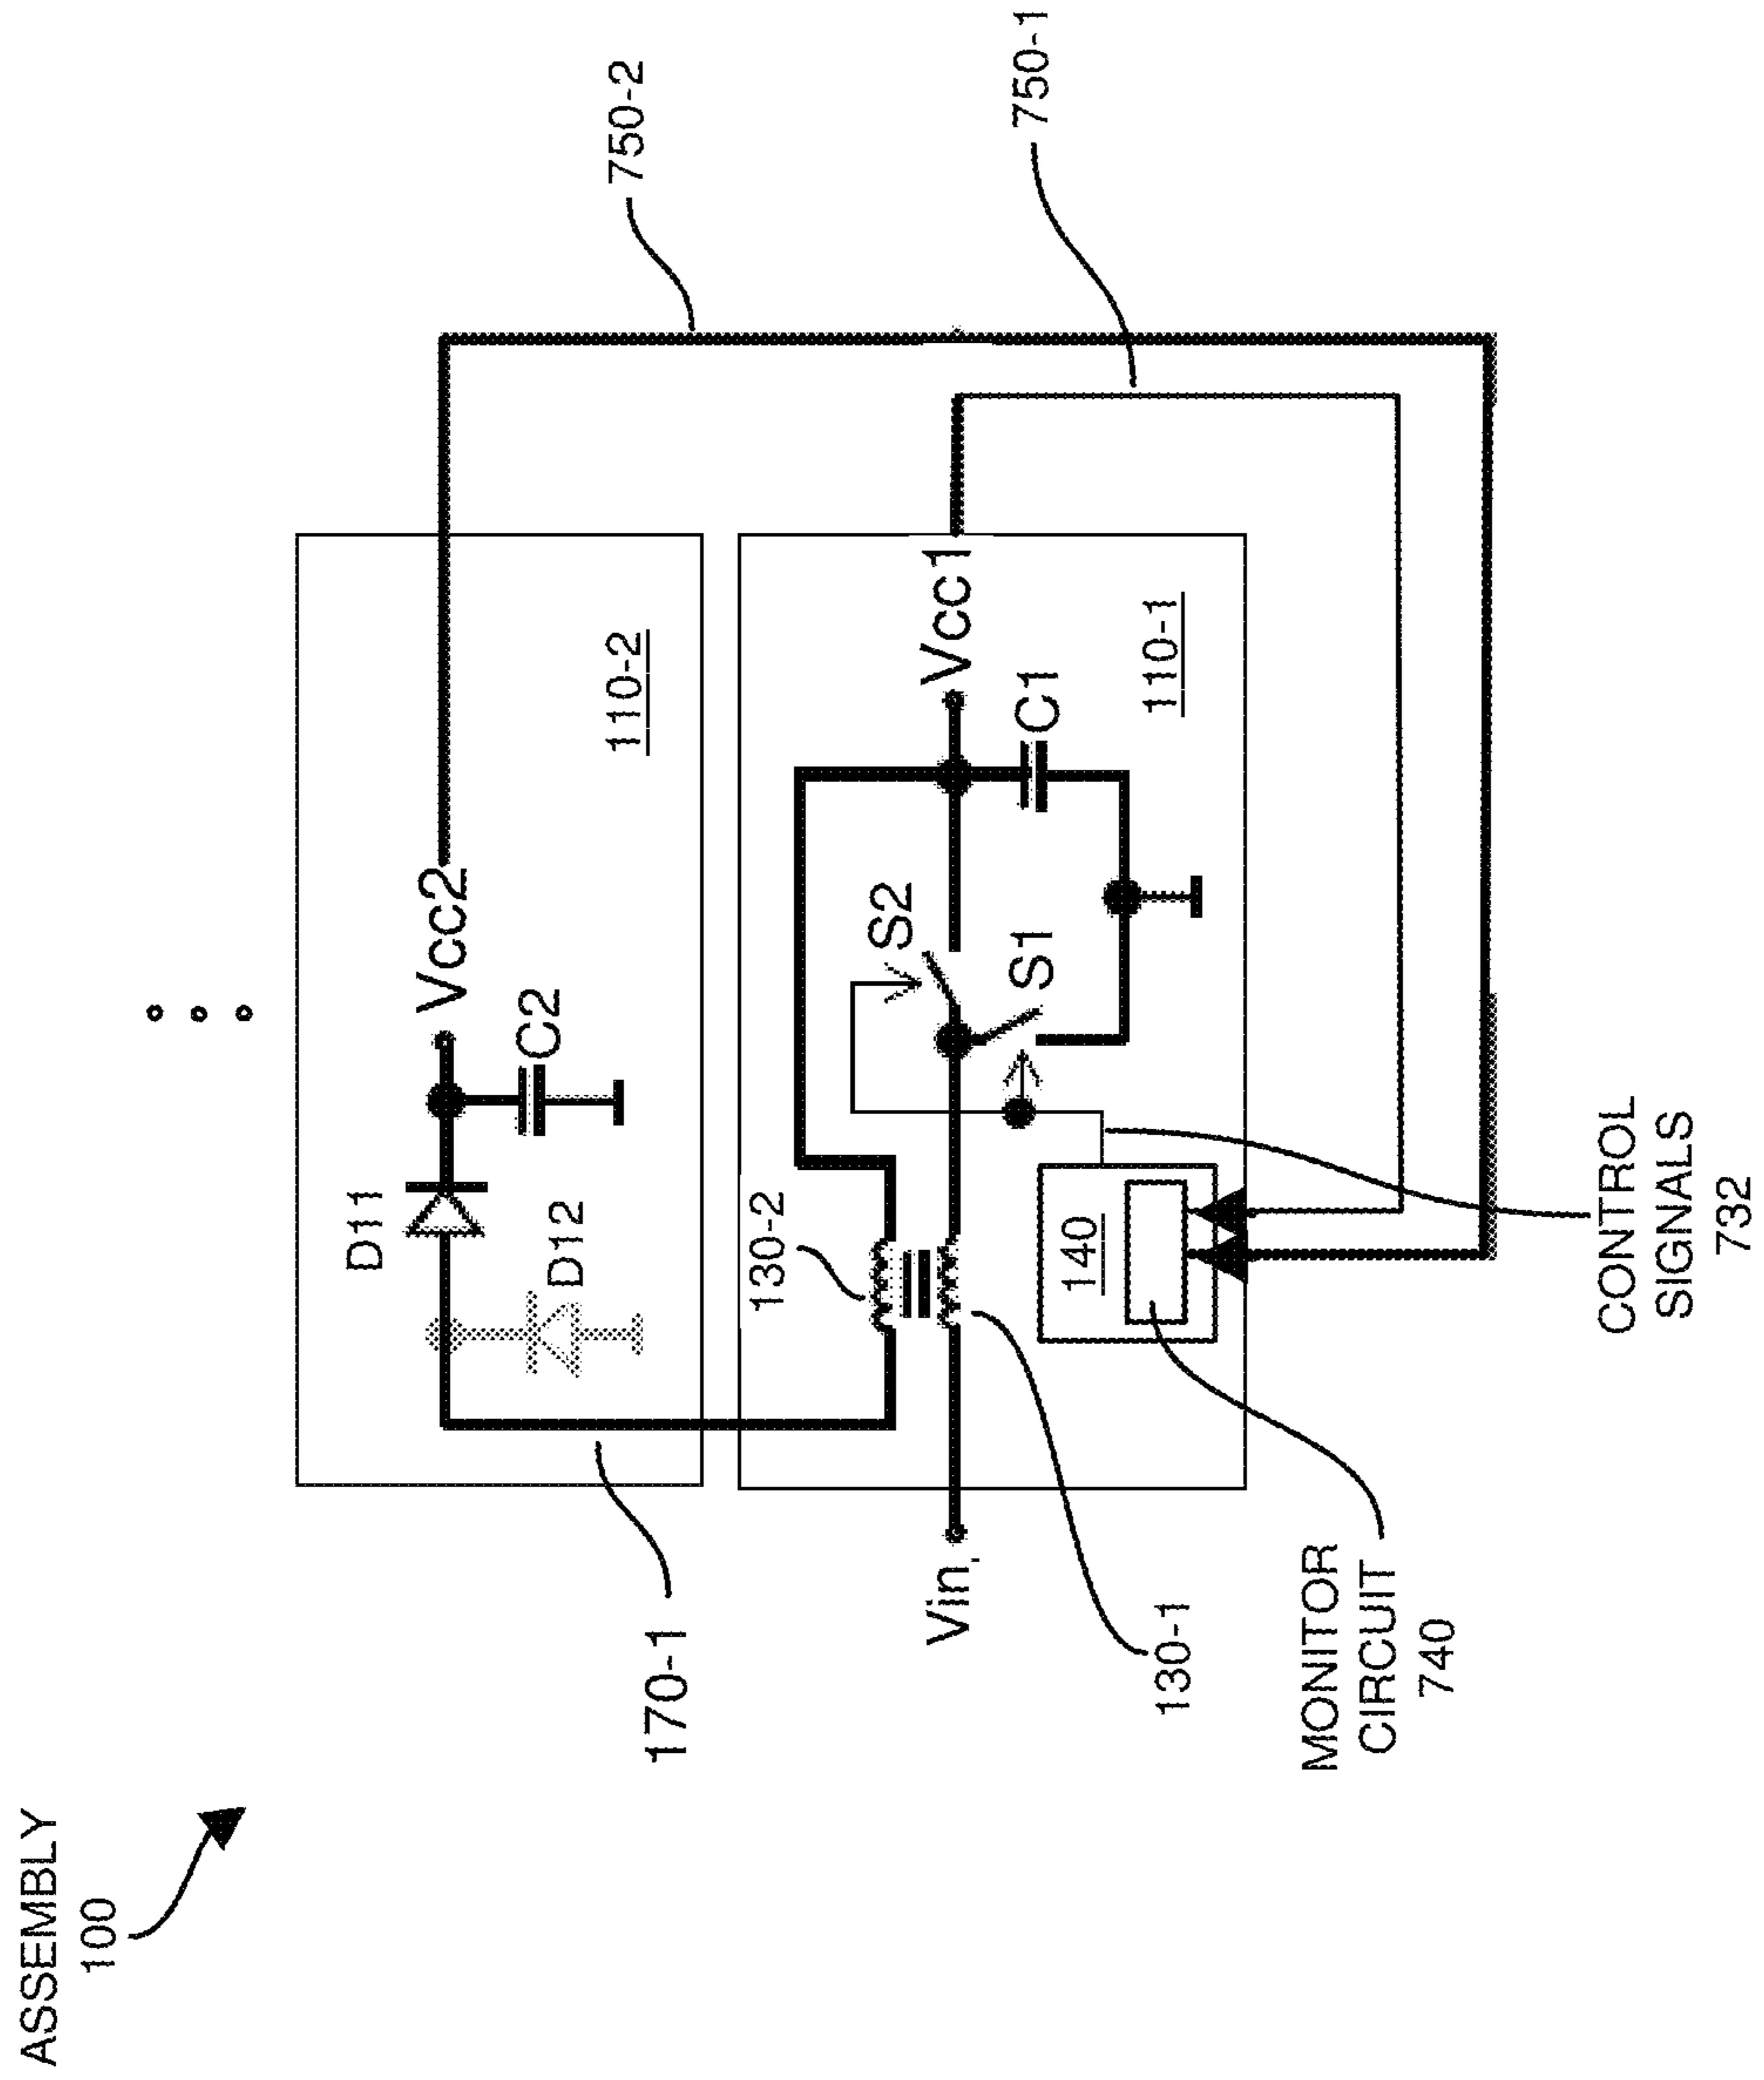 ASSEMBLY
100
750-2
750-1
110-2
Vcc2
C2
D11
D12
170-1
110-1
Vcc1
C1
S2
S1
130-2
140
Vin
130-1
MONITOR
CIRCUIT
740
CONTROL
SIGNALS
732